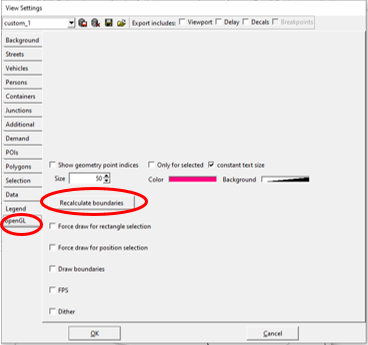 View Settings
custom_1 Export includes: Viewport Delay Decals Breakpoints
Background
Streets
Vehicles
Persons
Containers
Junctions
Additional
Demand
POIs
Polygons
Selection
Data
Legend
openGL
Show geometry point indices Only for selected constant text size
Size 50 Color Background
Recalculate boundaries
Force draw for rectangle selection
Force draw for position selection
Draw boundaries
FPS
Dither
OK Cancel